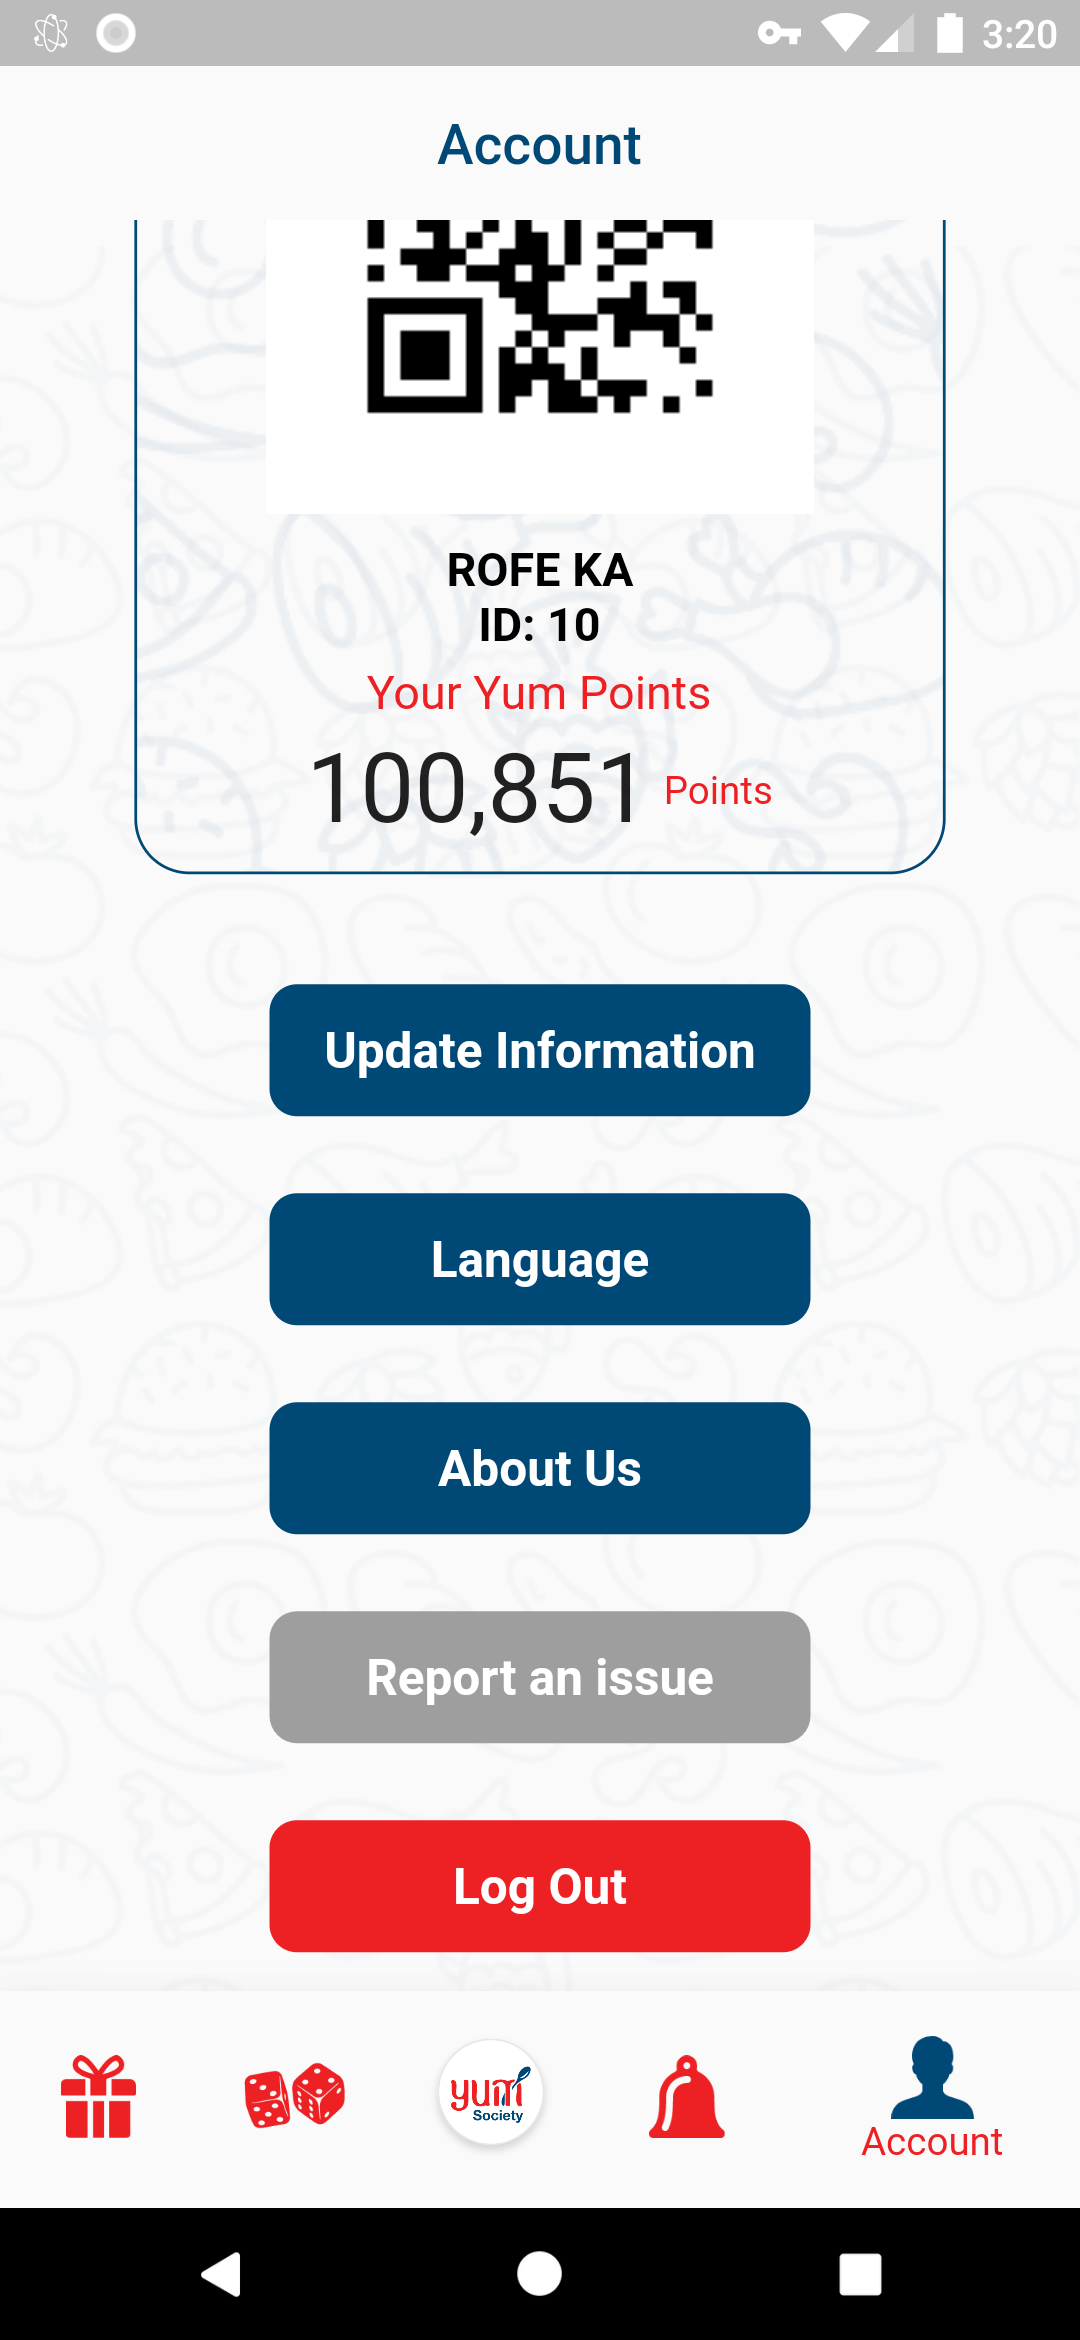 3:20
Account
ROFE KA
ID: 10
Your Yum Points
100,851 Points
Update Information
Language
About Us
Report an issue
Log Out
yum
Society
Account